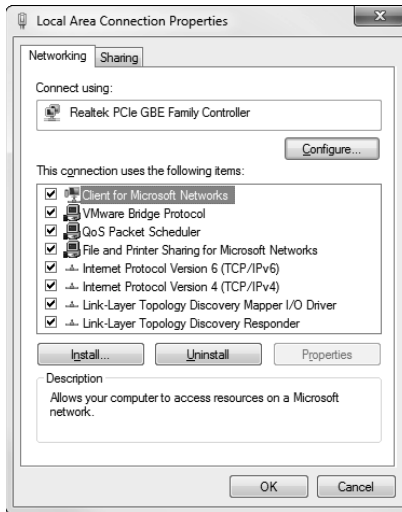 Local Area Connection Properties
Networking
Sharing
Connect using:
Realtek PCIe GBE Family Controller
Configure...
This connection uses the following items:
Client for Microsoft Networks
VMware Bridge Protocol
QoS Packet Scheduler
File and Printer Sharing for Microsoft Networks
Internet Protocol Version 6 (TCP/IPv6)
Internet Protocol Version 4 (TCP/IPv4)
Link-Layer Topology Discovery Mapper I/O Driver
Link-Layer Topology Discovery Responder
Install...
Uninstall
Properties
Description
Allows your computer to access resources on a Microsoft
network.
OK
Cancel